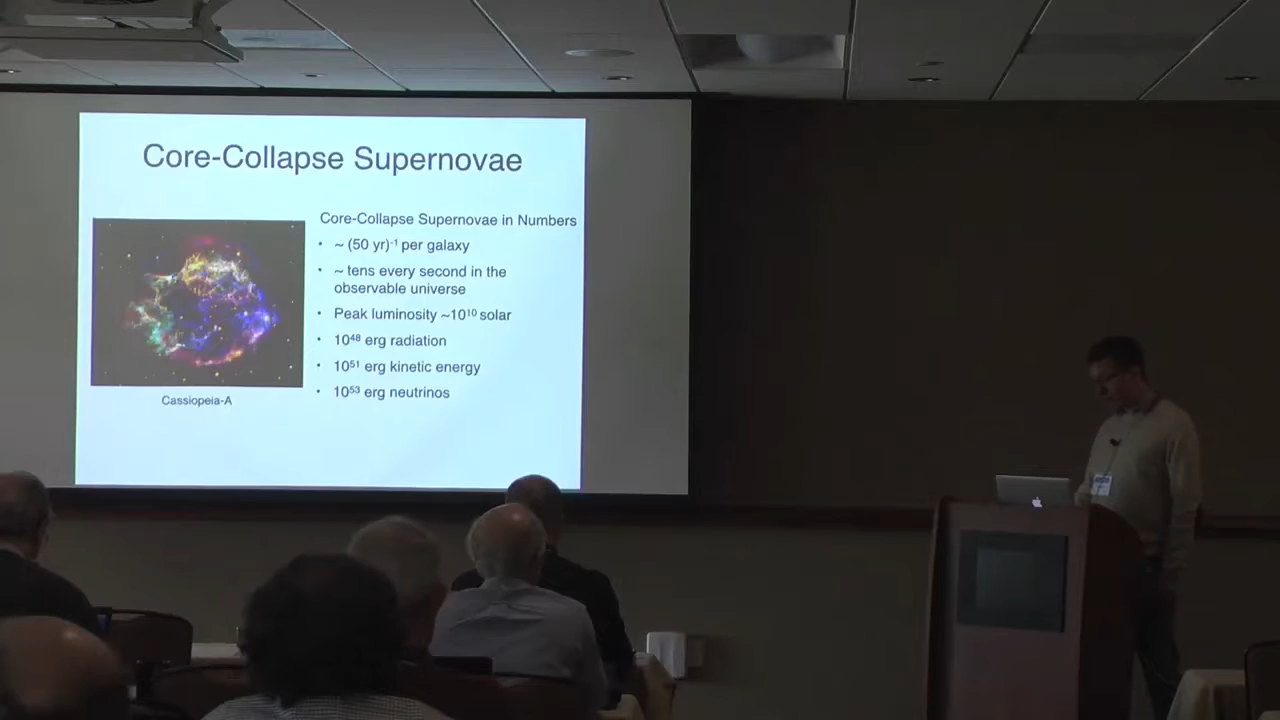 Core-Collapse Supernovae
Core-Collapse Supernovae in Numbers
• ~ (50 yr)⁻¹ per galaxy
• ~ tens every second in the
observable universe
• Peak luminosity ~10¹⁰ solar
• 10⁴⁸ erg radiation
• 10⁵¹ erg kinetic energy
• 10⁵³ erg neutrinos
Cassiopeia-A